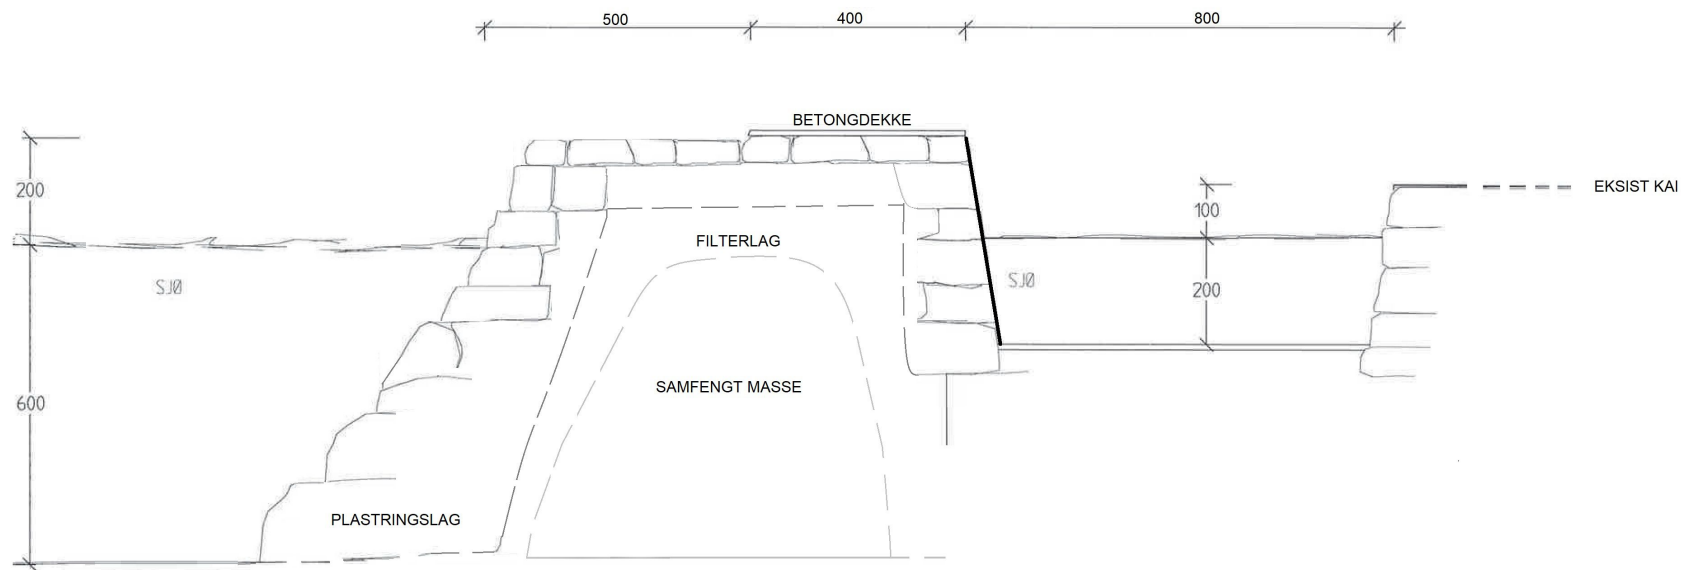 500
400
800
BETONGDEKKE
200
EKSIST KAI
100
FILTERLAG
SJØ
SJØ
200
SAMFENGT MASSE
600
PLASTRINGSLAG